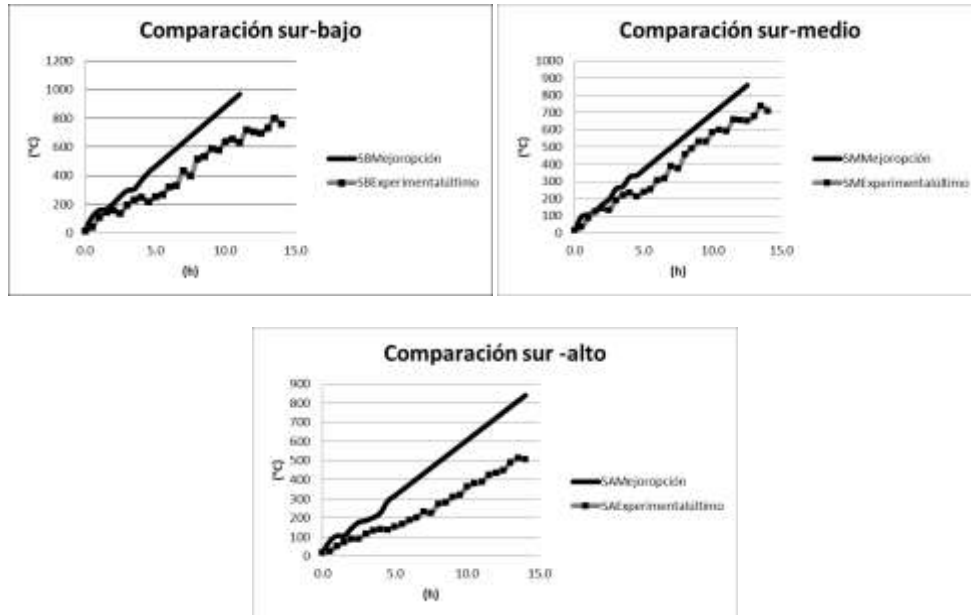 Comparación sur-bajo
1200
1000
800
600
400
200
0
(°C)
0.0 5.0 10.0 15.0
(h)
SBMejoropción
SBExperimentalúltimo
Comparación sur-medio
1000
900
800
700
600
500
400
300
200
100
0
(°C)
0.0 5.0 10.0 15.0
(h)
SMMejoropción
SMExperimentalúltimo
Comparación sur -alto
900
800
700
600
500
400
300
200
100
0
(°C)
0.0 5.0 10.0 15.0
(h)
SAMejoropción
SAExperimentalúltimo